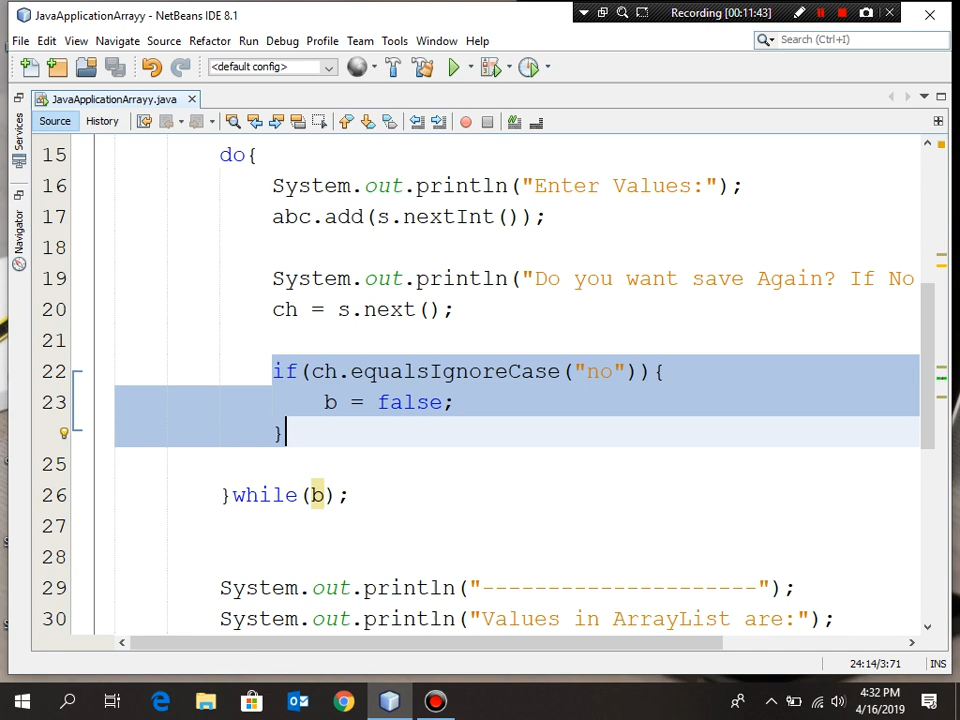 JavaApplicationArrayy - NetBeans IDE 8.1
Recording [00:11:43]
File Edit View Navigate Source Refactor Run Debug Profile Team Tools Window Help
Search (Ctrl+I)
<default config>
JavaApplicationArrayy.java
Source History
Services
Navigator
15 do{
16 System.out.println("Enter Values:");
17 abc.add(s.nextInt());
18
19 System.out.println("Do you want save Again? If No
20 ch = s.next();
21
22 if(ch.equalsIgnoreCase("no")){
23 b = false;
}
25
26 }while(b);
27
28
29 System.out.println("---------------------");
30 System.out.println("Values in ArrayList are:");
24:14/3:71 INS
4:32 PM
4/16/2019